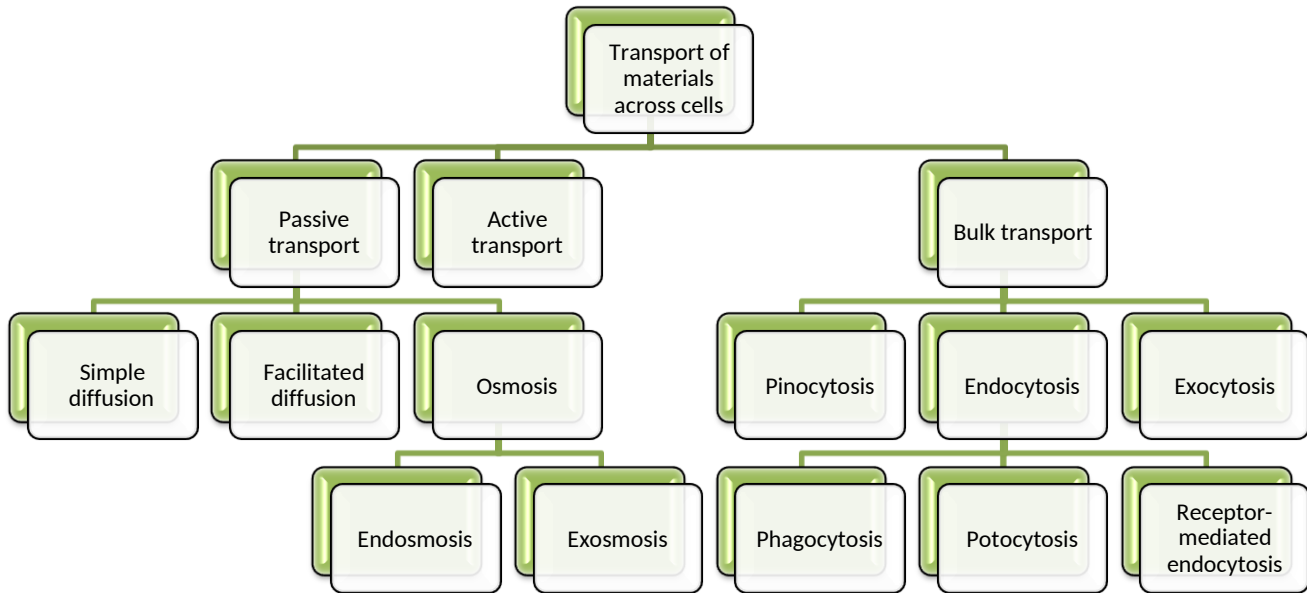 Transport of
materials
across cells
Passive
transport
Active
transport
Bulk transport
Simple
diffusion
Facilitated
diffusion
Osmosis
Pinocytosis
Endocytosis
Exocytosis
Endosmosis
Exosmosis
Phagocytosis
Potocytosis
Receptor-
mediated
endocytosis